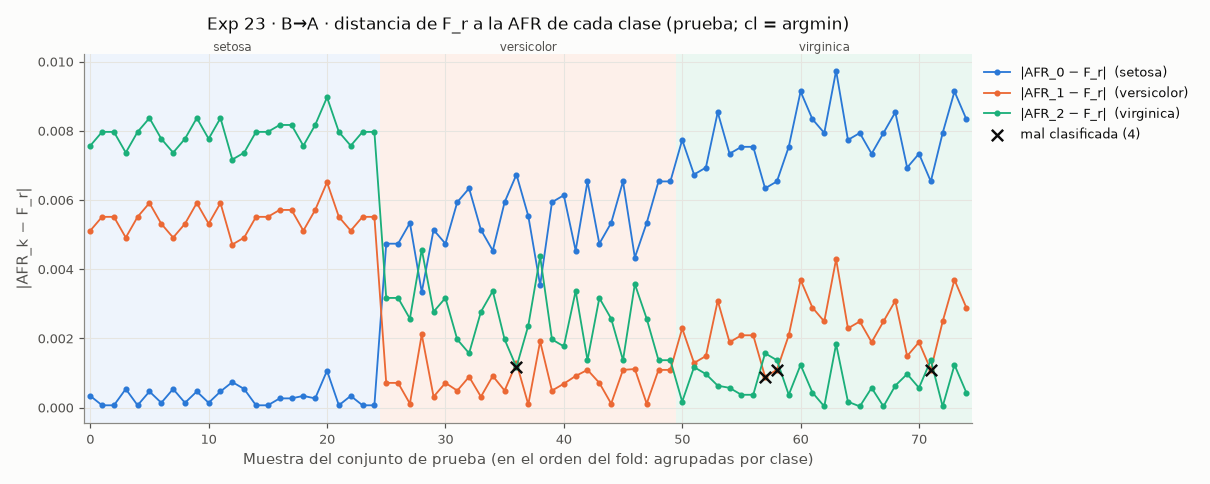 Exp 23 · B→A · distancia de F_r a la AFR de cada clase (prueba; cl = argmin)
setosa
versicolor
virginica
|AFR_0 − F_r| (setosa)
|AFR_1 − F_r| (versicolor)
|AFR_2 − F_r| (virginica)
mal clasificada (4)
|AFR_k − F_r|
0.010
0.008
0.006
0.004
0.002
0.000
0 10 20 30 40 50 60 70
Muestra del conjunto de prueba (en el orden del fold: agrupadas por clase)